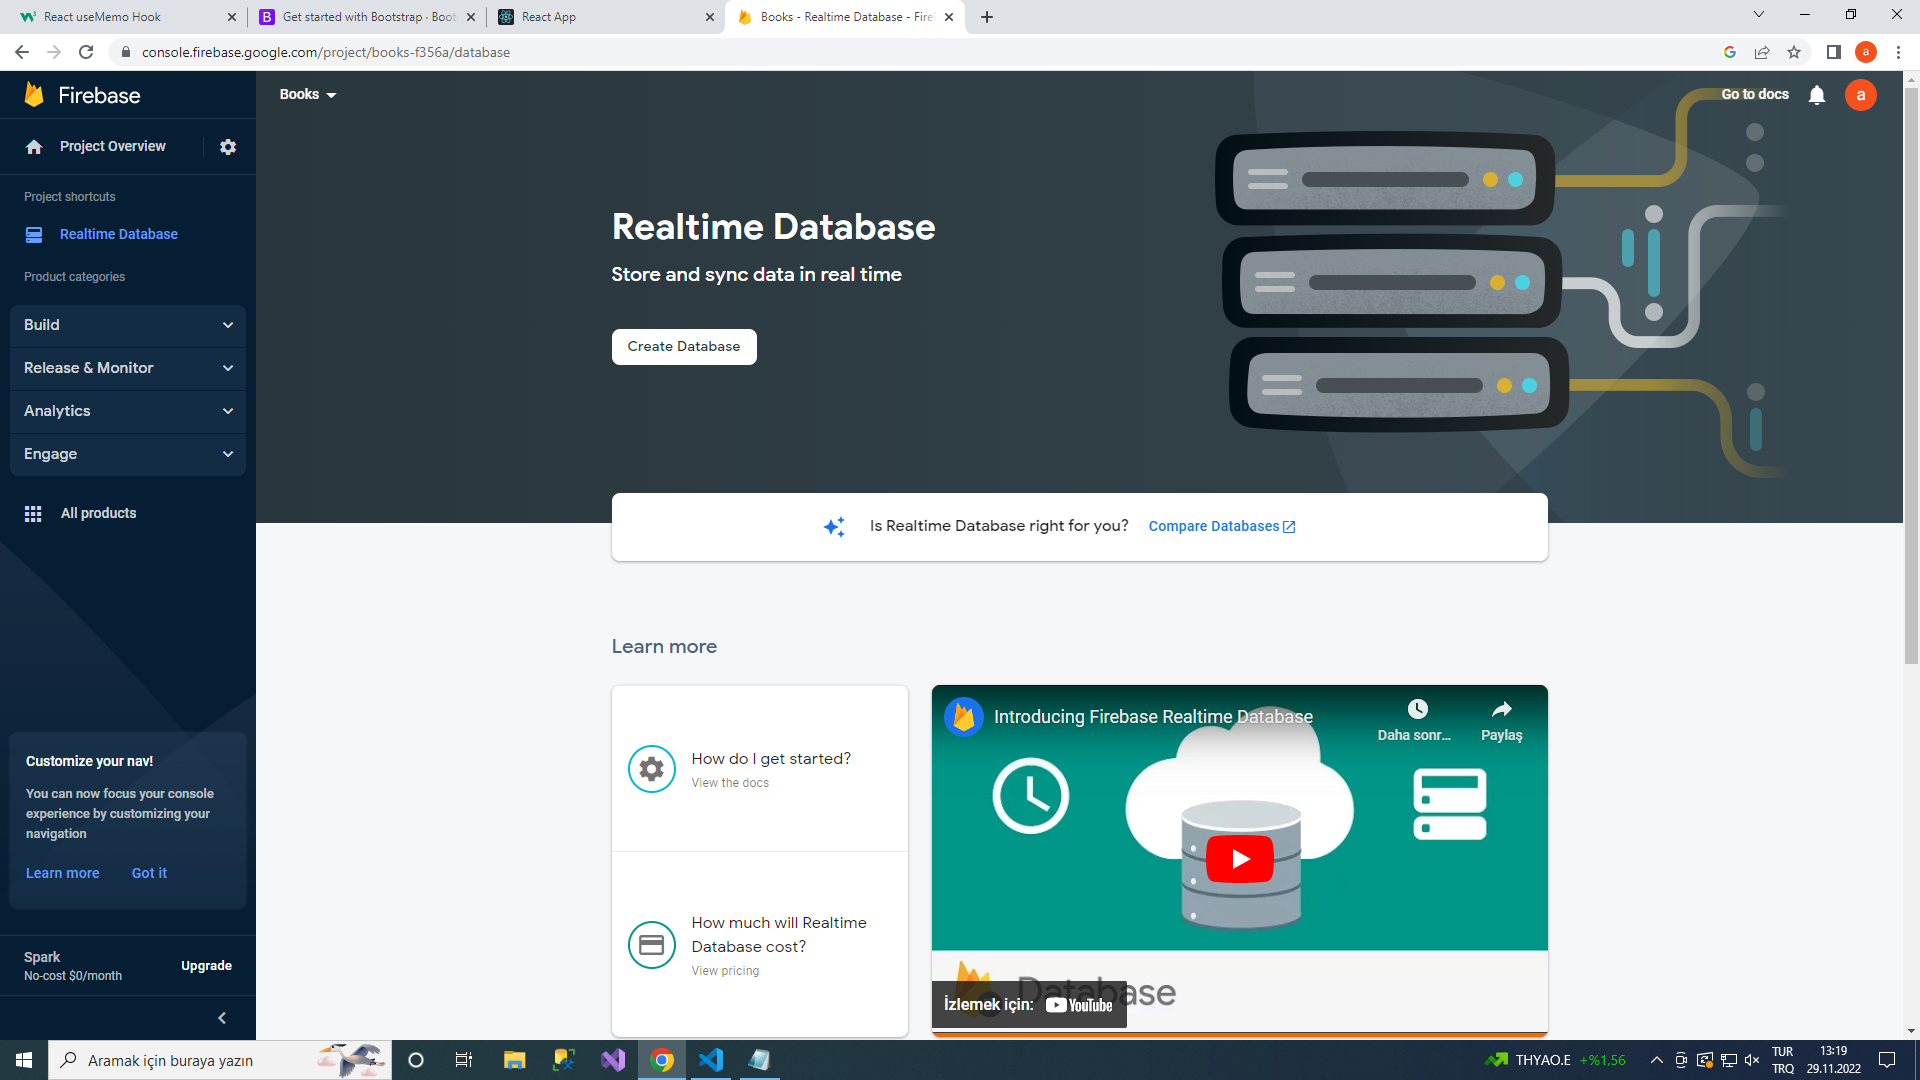 React useMemo Hook
Get started with Bootstrap · Boot
React App
Books - Realtime Database - Fire
console.firebase.google.com/project/books-f356a/database
a
Firebase
Books
Go to docs
a
Project Overview
Project shortcuts
Realtime Database
Product categories
Build
Release & Monitor
Analytics
Engage
All products
Customize your nav!
You can now focus your console
experience by customizing your
navigation
Learn more
Got it
Spark
No-cost $0/month
Upgrade
Realtime Database
Store and sync data in real time
Create Database
Is Realtime Database right for you?
Compare Databases
Learn more
How do I get started?
View the docs
How much will Realtime
Database cost?
View pricing
Introducing Firebase Realtime Database
Daha sonr...
Paylaş
Database
İzlemek için:
YouTube
Aramak için buraya yazın
THYAO.E +%1,56
TUR
TRQ
13:19
29.11.2022